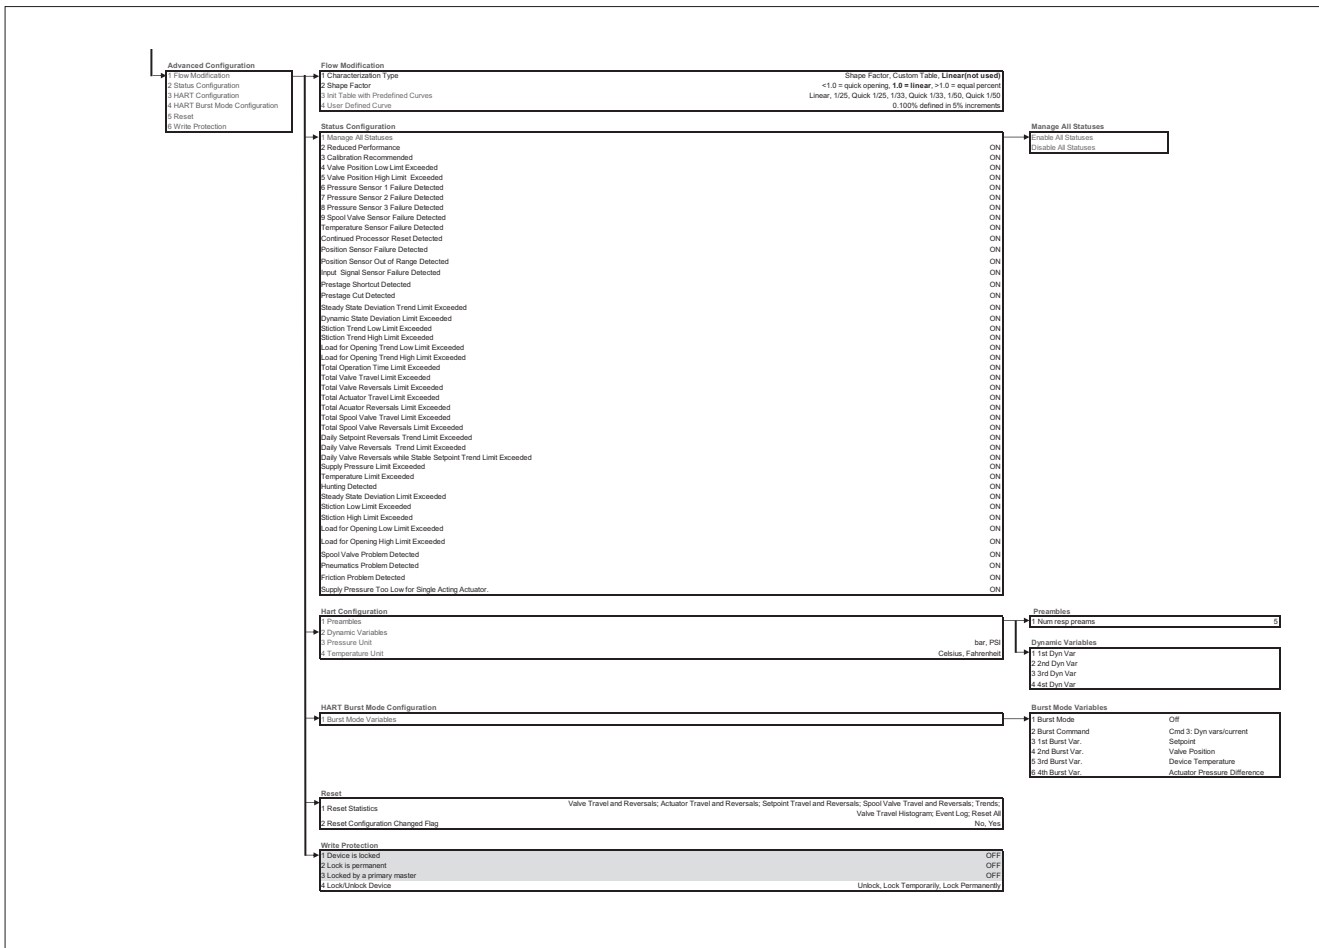 Advanced Configuration
1 Flow Modification
2 Status Configuration
3 HART Configuration
4 HART Burst Mode Configuration
5 Reset
6 Write Protection
Flow Modification
1 Characterization Type Shape Factor, Custom Table, Linear(not used)
2 Shape Factor <1.0 = quick opening, 1.0 = linear, >1.0 = equal percent
3 Init Table with Predefined Curves Linear, 1/25, Quick 1/25, 1/33, Quick 1/33, 1/50, Quick 1/50
4 User Defined Curve 0.100% defined in 5% increments
Status Configuration
1 Manage All Statuses
2 Reduced Performance ON
3 Calibration Recommended ON
4 Valve Position Low Limt Exceeded ON
5 Valve Position High Limit Exceeded ON
6 Pressure Sensor 1 Failure Detected ON
7 Pressure Sensor 2 Failure Detected ON
8 Pressure Sensor 3 Failure Detected ON
9 Spool Valve Sensor Failure Detected ON
Temperature Sensor Failure Detected ON
Continued Processor Reset Detected ON
Position Sensor Failure Detected ON
Position Sensor Out of Range Detected ON
Input Signal Sensor Failure Detected ON
Prestage Shortcut Detected ON
Prestage Cut Detected ON
Steady State Deviation Trend Limit Exceeded ON
Dynamic State Deviation Limit Exceeded ON
Stiction Trend Low Limit Exceeded ON
Stiction Trend High Limit Exceeded ON
Load for Opening Trend Low Limit Exceeded ON
Load for Opening Trend High Limit Exceeded ON
Total Operation Time Limit Exceeded ON
Total Valve Travel Limit Exceeded ON
Total Valve Reversals Limit Exceeded ON
Total Actuator Travel Limit Exceeded ON
Total Acuator Reversals Limit Exceeded ON
Total Spool Valve Travel Limit Exceeded ON
Total Spool Valve Reversals Limit Exceeded ON
Daily Setpoint Reversals Trend Limit Exceeded ON
Daily Valve Reversals Trend Limit Exceeded ON
Daily Valve Reversals while Stable Setpoint Trend Limit Exceeded ON
Supply Pressure Limit Exceeded ON
Temperature Limit Exceeded ON
Hunting Detected ON
Steady State Deviation Limit Exceeded ON
Stiction Low Limit Exceeded ON
Stiction High Limit Exceeded ON
Load for Opening Low Limit Exceeded ON
Load for Opening High Limit Exceeded ON
Spool Valve Problem Detected ON
Pneumatics Problem Detected ON
Friction Problem Detected ON
Supply Pressure Too Low for Single Acting Actuator. ON
Manage All Statuses
Enable All Statuses
Disable All Statuses
Hart Configuration
1 Preambles
2 Dynamic Variables
3 Pressure Unit bar, PSI
4 Temperature Unit Celsius, Fahrenheit
Preambles
1 Num resp preams 5
Dynamic Variables
1 1st Dyn Var
2 2nd Dyn Var
3 3rd Dyn Var
4 4st Dyn Var
HART Burst Mode Configuration
1 Burst Mode Variables
Burst Mode Variables
1 Burst Mode Off
2 Burst Command Cmd 3: Dyn vars/current
3 1st Burst Var. Setpoint
4 2nd Burst Var. Valve Position
5 3rd Burst Var. Device Temperature
6 4th Burst Var. Actuator Pressure Difference
Reset
1 Reset Statistics Valve Travel and Reversals; Actuator Travel and Reversals; Setpoint Travel and Reversals; Spool Valve Travel and Reversals; Trends;
Valve Travel Histogram; Event Log; Reset All
2 Reset Configuration Changed Flag No, Yes
Write Protection
1 Device is locked OFF
2 Lock is permanent OFF
3 Locked by a primary master OFF
4 Lock/Unlock Device Unlock, Lock Temporarily, Lock Permanently